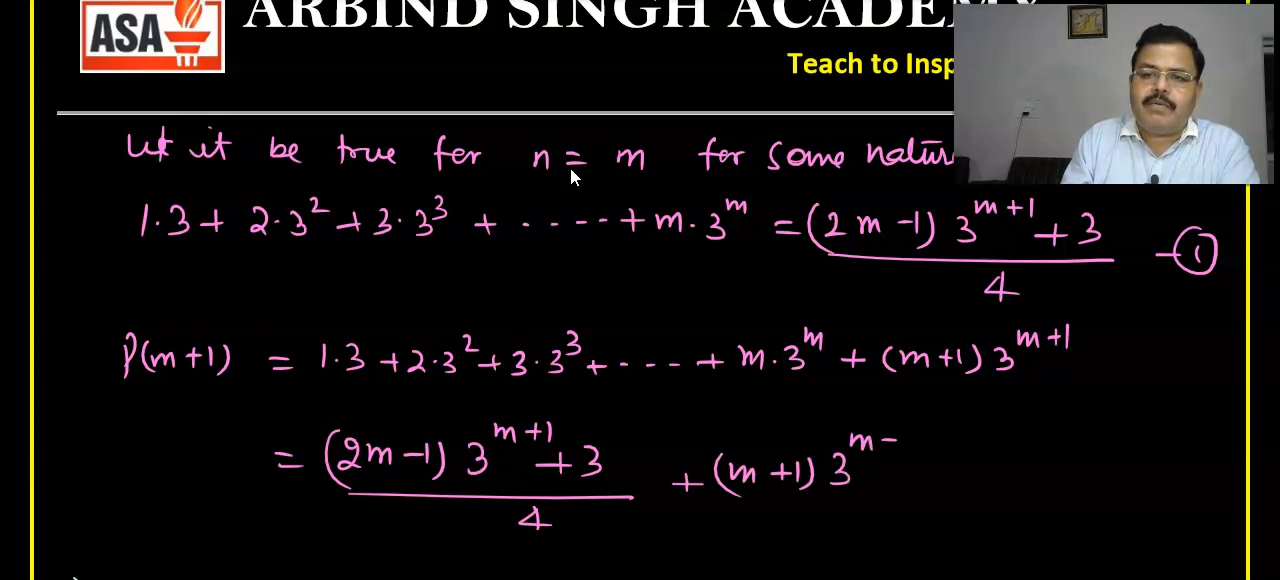 ASA ARBIND SINGH ACADEMY
Teach to Insp
Let it be true for n = m for some natur
1·3 + 2·3² + 3·3³ + ····· + m·3^m = ((2m-1) 3^{m+1} + 3)/4 - ①
P(m+1) = 1·3 + 2·3² + 3·3³ + ···· + m·3^m + (m+1) 3^{m+1}
= ((2m-1) 3^{m+1} + 3)/4 + (m+1) 3^{m-